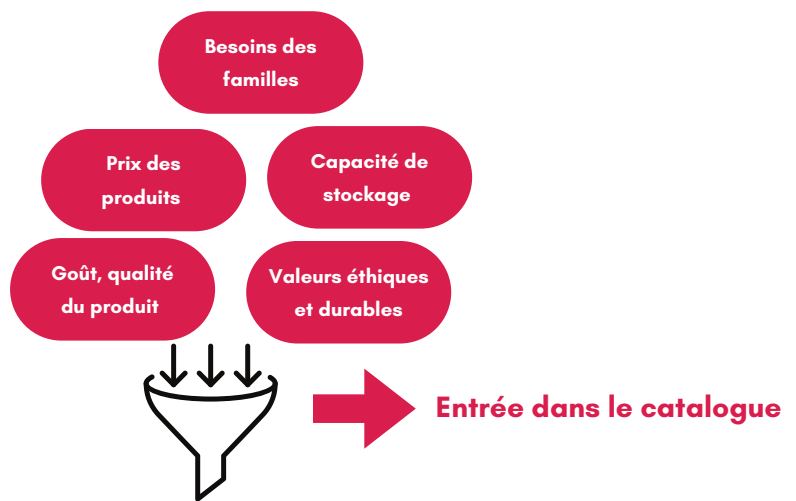 Besoins des
familles
Prix des
produits
Capacité de
stockage
Goût, qualité
du produit
Valeurs éthiques
et durables
Entrée dans le catalogue